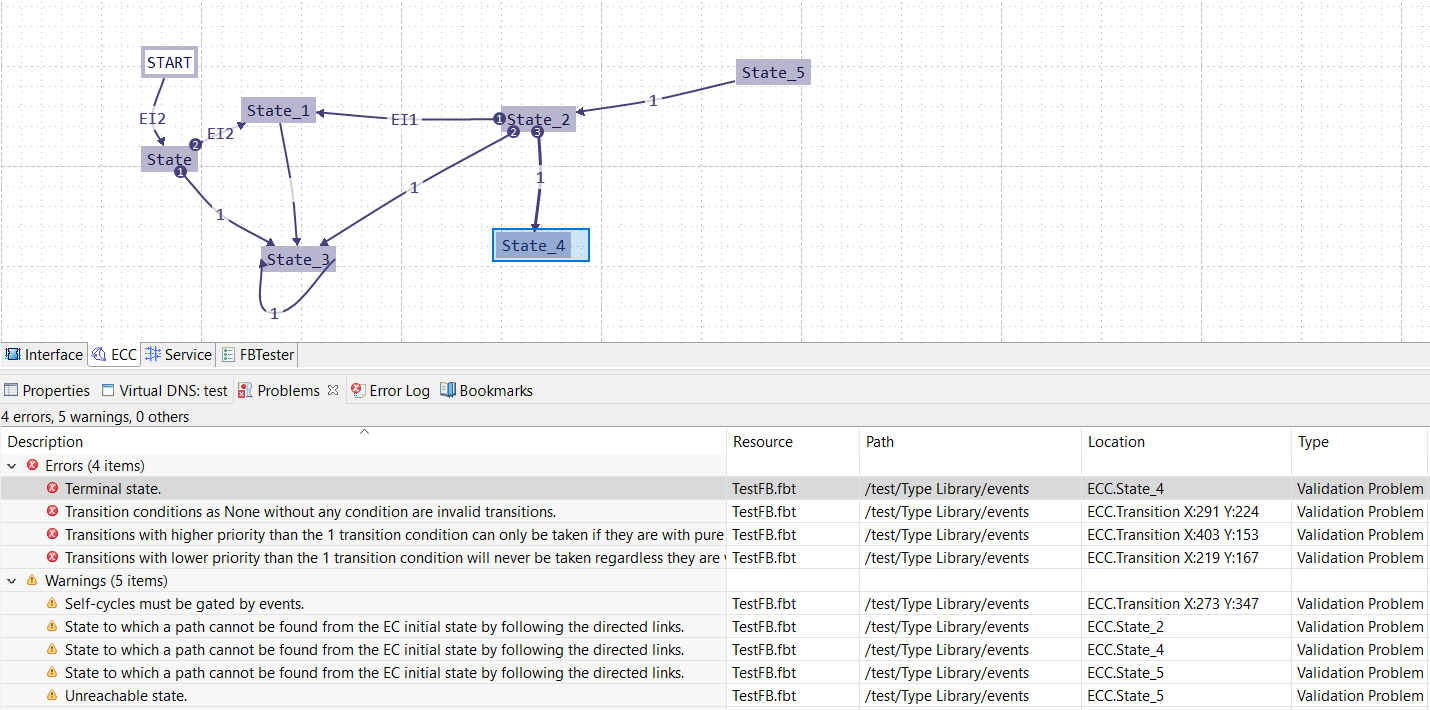 START
State_5
State_1
EI2
EI1
1
State_2
1
EI2
2
2
3
State
1
1
1
1
State_4
State_3
1
Interface ECC Service FBTester
Properties Virtual DNS: test Problems Error Log Bookmarks
4 errors, 5 warnings, 0 others
Description Resource Path Location Type
Errors (4 items)
Terminal state. TestFB.fbt /test/Type Library/events ECC.State_4 Validation Problem
Transition conditions as None without any condition are invalid transitions. TestFB.fbt /test/Type Library/events ECC.Transition X:291 Y:224 Validation Problem
Transitions with higher priority than the 1 transition condition can only be taken if they are with pure TestFB.fbt /test/Type Library/events ECC.Transition X:403 Y:153 Validation Problem
Transitions with lower priority than the 1 transition condition will never be taken regardless they are TestFB.fbt /test/Type Library/events ECC.Transition X:219 Y:167 Validation Problem
Warnings (5 items)
Self-cycles must be gated by events. TestFB.fbt /test/Type Library/events ECC.Transition X:273 Y:347 Validation Problem
State to which a path cannot be found from the EC initial state by following the directed links. TestFB.fbt /test/Type Library/events ECC.State_2 Validation Problem
State to which a path cannot be found from the EC initial state by following the directed links. TestFB.fbt /test/Type Library/events ECC.State_4 Validation Problem
State to which a path cannot be found from the EC initial state by following the directed links. TestFB.fbt /test/Type Library/events ECC.State_5 Validation Problem
Unreachable state. TestFB.fbt /test/Type Library/events ECC.State_5 Validation Problem